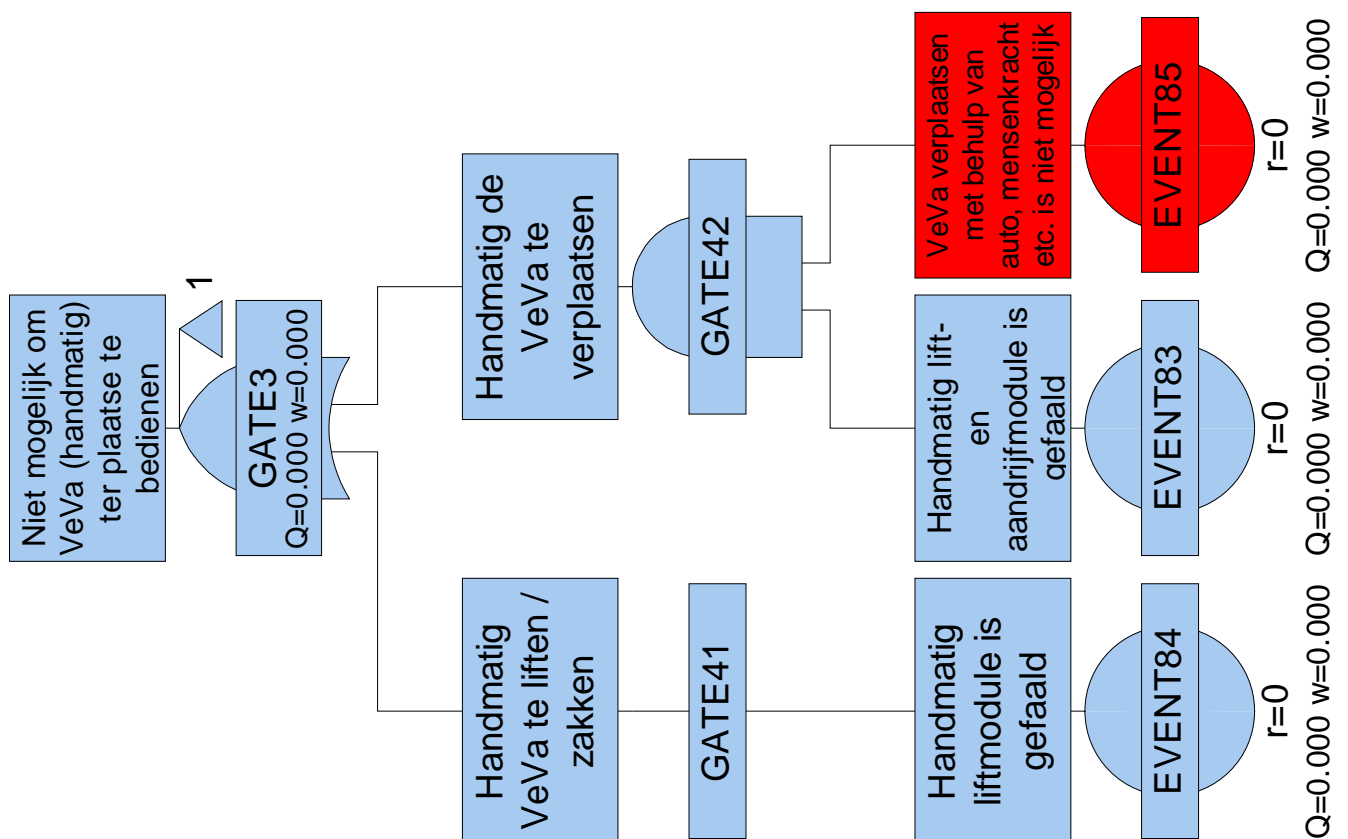 Niet mogelijk om
VeVa (handmatig)
ter plaatse te
bedienen
1
GATE3
Q=0.000 w=0.000
Handmatig
VeVa te liften /
zakken
GATE41
Handmatig de
VeVa te
verplaatsen
GATE42
Handmatig
liftmodule is
gefaald
EVENT84
r=0
Q=0.000 w=0.000
Handmatig lift-
en
aandrijfmodule is
gefaald
EVENT83
r=0
Q=0.000 w=0.000
VeVa verplaatsen
met behulp van
auto, mensenkracht
etc. is niet mogelijk
EVENT85
r=0
Q=0.000 w=0.000